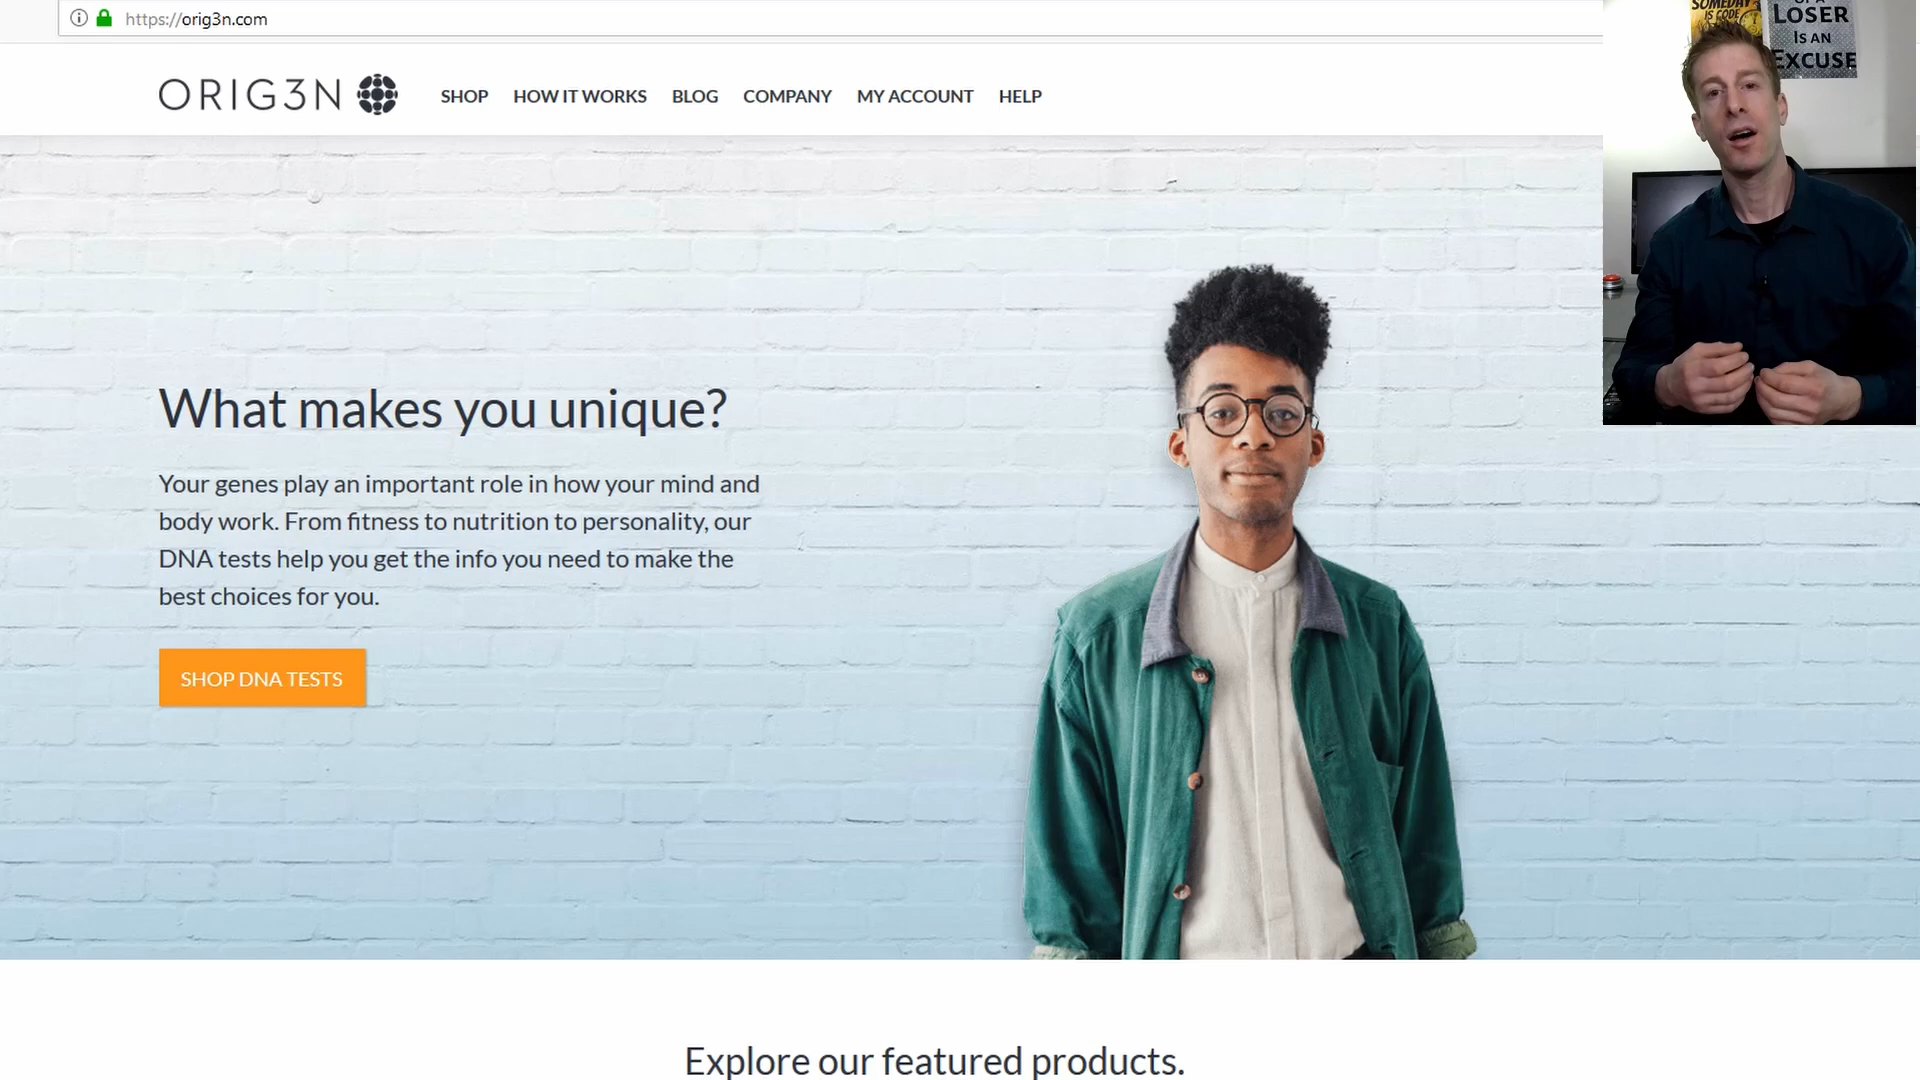 https://orig3n.com
ORIG3N
SHOP
HOW IT WORKS
BLOG
COMPANY
MY ACCOUNT
HELP
SOMEDAY
IS CODE
LOSER
IS AN
EXCUSE
What makes you unique?
Your genes play an important role in how your mind and
body work. From fitness to nutrition to personality, our
DNA tests help you get the info you need to make the
best choices for you.
SHOP DNA TESTS
Explore our featured products.